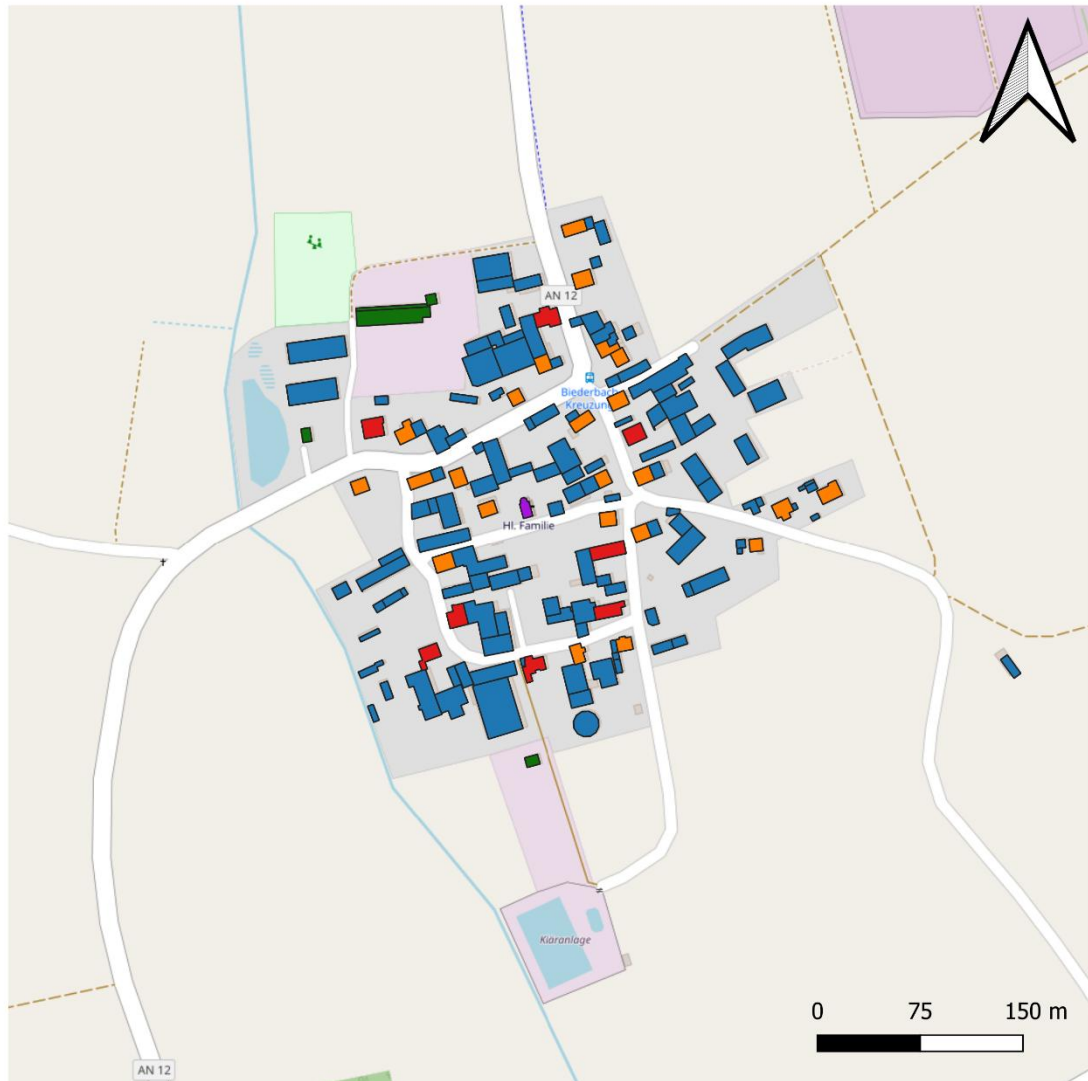 AN 12
Biederbach
Kreuzung
Hl. Familie
Kläranlage
0 75 150 m
AN 12